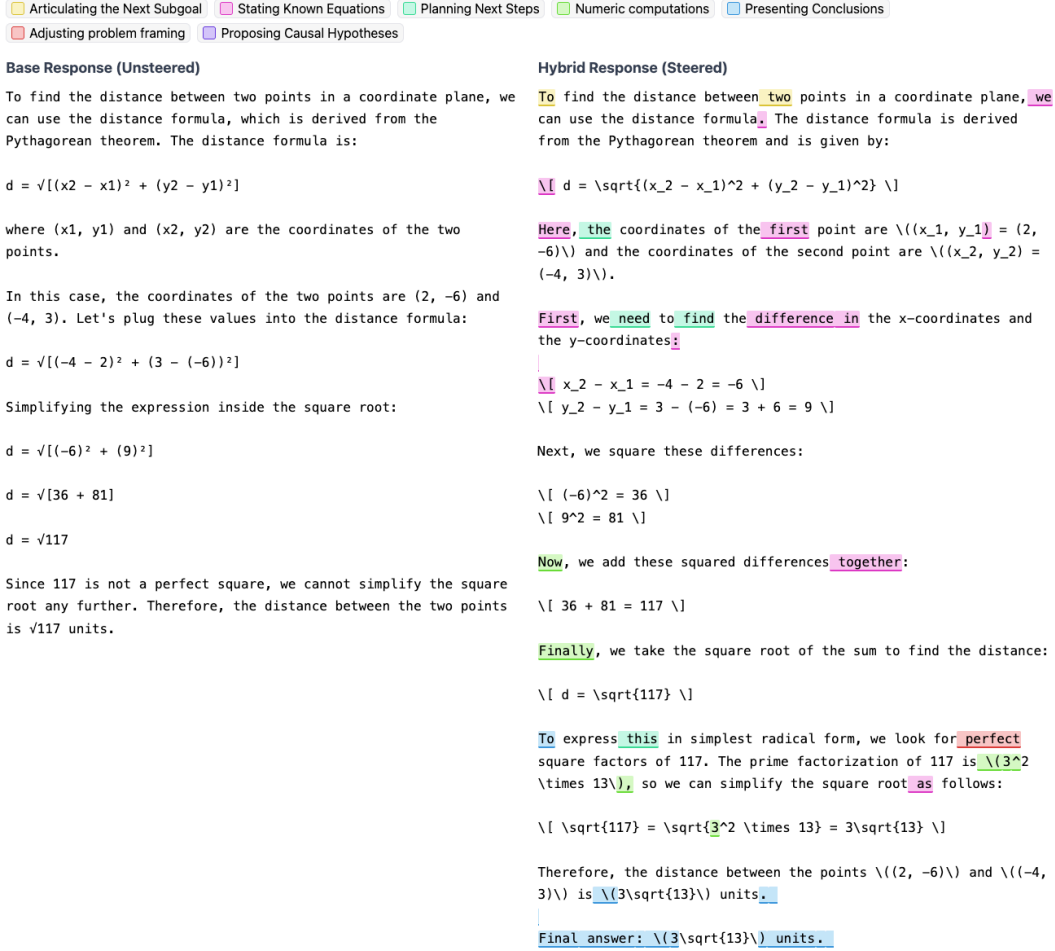 Articulating the Next Subgoal Stating Known Equations Planning Next Steps Numeric computations Presenting Conclusions
Adjusting problem framing Proposing Causal Hypotheses
Base Response (Unsteered)
To find the distance between two points in a coordinate plane, we
can use the distance formula, which is derived from the
Pythagorean theorem. The distance formula is:
d = √[(x2 − x1)² + (y2 − y1)²]
where (x1, y1) and (x2, y2) are the coordinates of the two
points.
In this case, the coordinates of the two points are (2, −6) and
(−4, 3). Let's plug these values into the distance formula:
d = √[(−4 − 2)² + (3 − (−6))²]
Simplifying the expression inside the square root:
d = √[(−6)² + (9)²]
d = √[36 + 81]
d = √117
Since 117 is not a perfect square, we cannot simplify the square
root any further. Therefore, the distance between the two points
is √117 units.
Hybrid Response (Steered)
To find the distance between two points in a coordinate plane, we
can use the distance formula. The distance formula is derived
from the Pythagorean theorem and is given by:
\[ d = \sqrt{(x_2 - x_1)^2 + (y_2 - y_1)^2} \]
Here, the coordinates of the first point are \((x_1, y_1) = (2,
-6)\) and the coordinates of the second point are \((x_2, y_2) =
(-4, 3)\).
First, we need to find the difference in the x-coordinates and
the y-coordinates:
\[ x_2 - x_1 = -4 - 2 = -6 \]
\[ y_2 - y_1 = 3 - (-6) = 3 + 6 = 9 \]
Next, we square these differences:
\[ (-6)^2 = 36 \]
\[ 9^2 = 81 \]
Now, we add these squared differences together:
\[ 36 + 81 = 117 \]
Finally, we take the square root of the sum to find the distance:
\[ d = \sqrt{117} \]
To express this in simplest radical form, we look for perfect
square factors of 117. The prime factorization of 117 is \(3^2
\times 13\), so we can simplify the square root as follows:
\[ \sqrt{117} = \sqrt{3^2 \times 13} = 3\sqrt{13} \]
Therefore, the distance between the points \((2, -6)\) and \((-4,
3)\) is \(3\sqrt{13}\) units.
Final answer: \(3\sqrt{13}\) units.